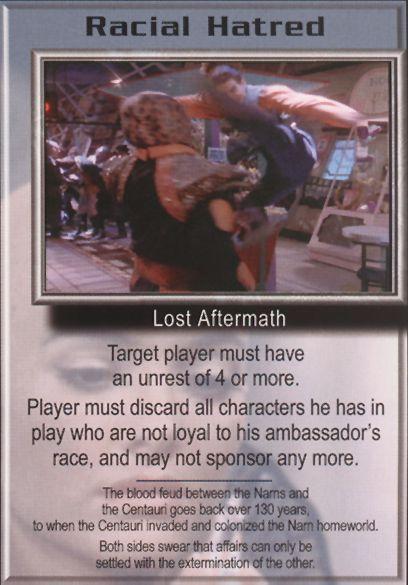 Racial Hatred
Lost Aftermath
Target player must have
an unrest of 4 or more.
Player must discard all characters he has in
play who are not loyal to his ambassador's
race, and may not sponsor any more.
The blood feud between the Narns and
the Centauri goes back over 130 years,
to when the Centauri invaded and colonized the Narn homeworld.
Both sides swear that affairs can only be
settled with the extermination of the other.